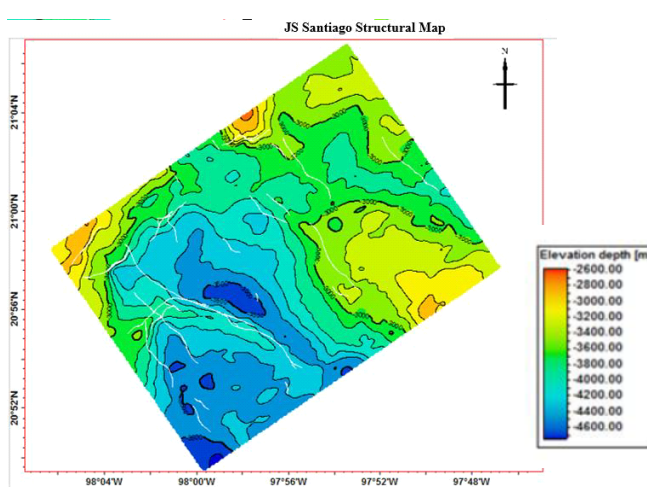 JS Santiago Structural Map
N
21°04'N
21°00'N
20°56'N
20°52'N
98°04'W
98°00'W
97°56'W
97°52'W
97°48'W
Elevation depth [m
-2600.00
-2800.00
-3000.00
-3200.00
-3400.00
-3600.00
-3800.00
-4000.00
-4200.00
-4400.00
-4600.00